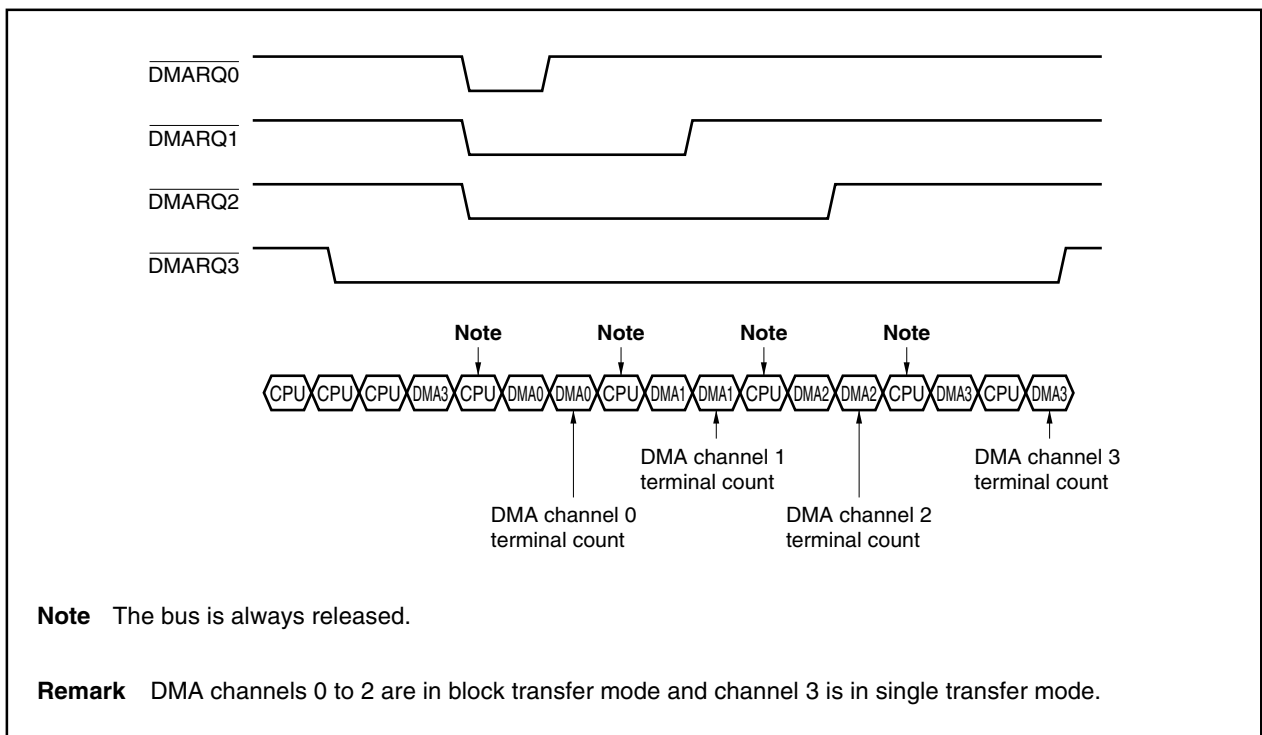 DMARQ0
DMARQ1
DMARQ2
DMARQ3
Note Note Note Note
CPU CPU CPU DMA3 CPU DMA0 DMA0 CPU DMA1 DMA1 CPU DMA2 DMA2 CPU DMA3 CPU DMA3
DMA channel 1
terminal count
DMA channel 3
terminal count
DMA channel 0
terminal count
DMA channel 2
terminal count
Note The bus is always released.
Remark DMA channels 0 to 2 are in block transfer mode and channel 3 is in single transfer mode.